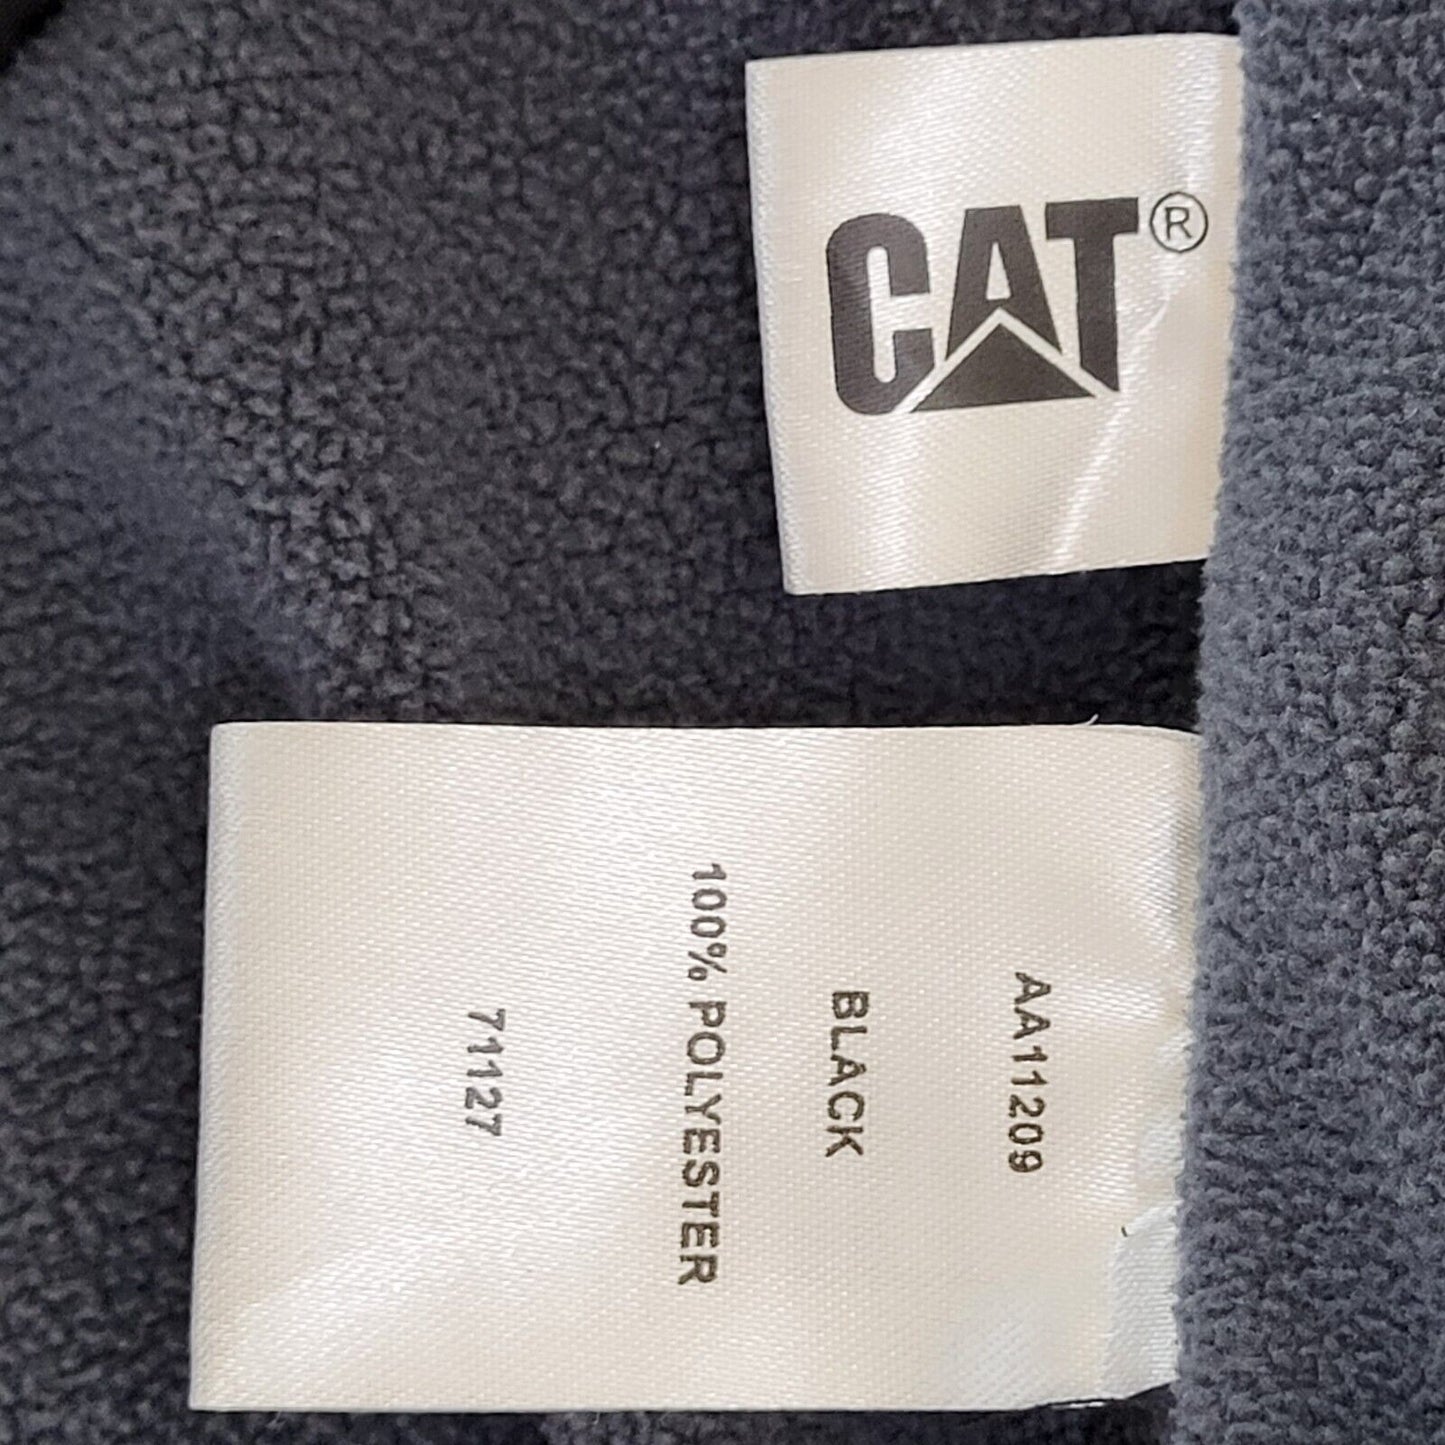 CAT®
AA11209
BLACK
100% POLYESTER
71127